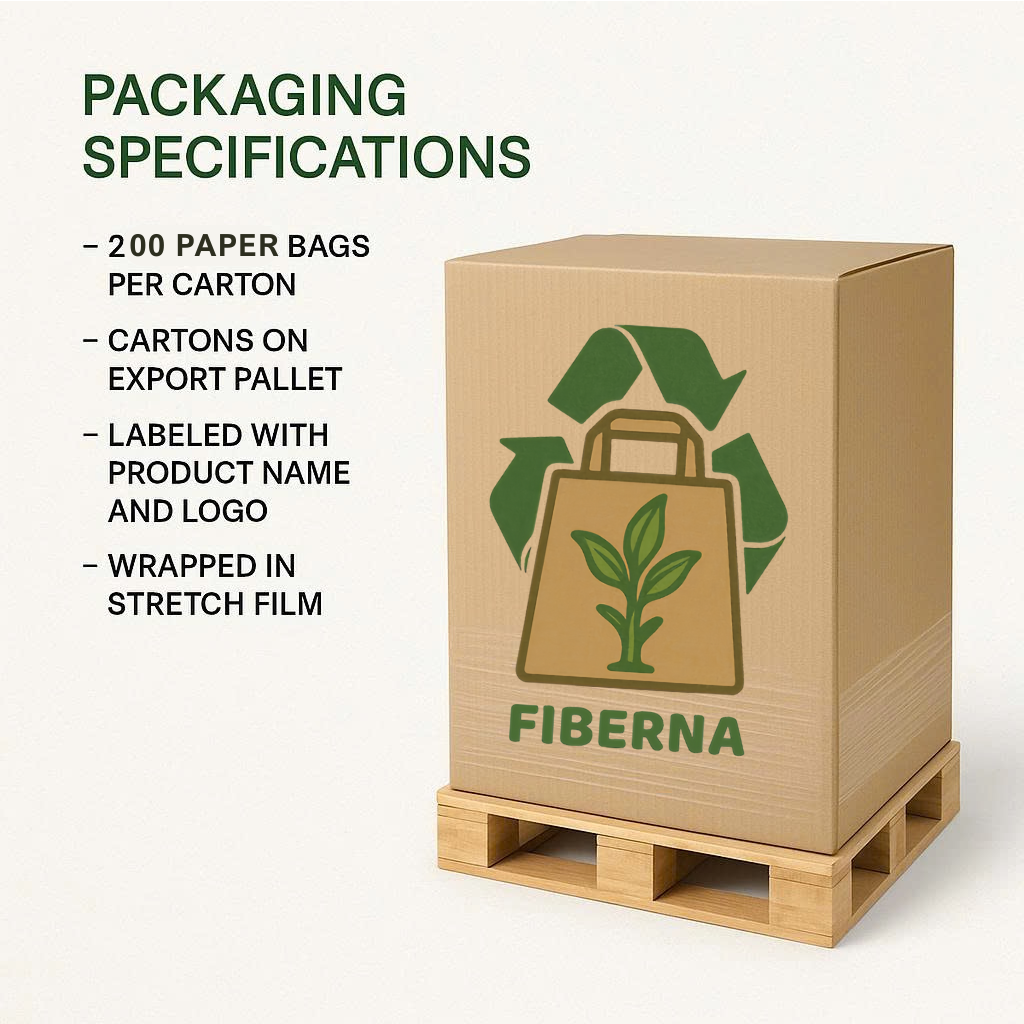 PACKAGING
SPECIFICATIONS
– 200 PAPER BAGS
PER CARTON
– CARTONS ON
EXPORT PALLET
– LABELED WITH
PRODUCT NAME
AND LOGO
– WRAPPED IN
STRETCH FILM
FIBERNA